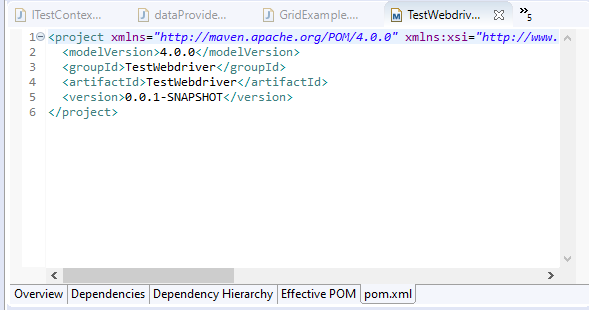 ITestContex... dataProvide... GridExample.... TestWebdriv... »5
1 <project xmlns="http://maven.apache.org/POM/4.0.0" xmlns:xsi="http://www.
2 <modelVersion>4.0.0</modelVersion>
3 <groupId>TestWebdriver</groupId>
4 <artifactId>TestWebdriver</artifactId>
5 <version>0.0.1-SNAPSHOT</version>
6 </project>
Overview Dependencies Dependency Hierarchy Effective POM pom.xml